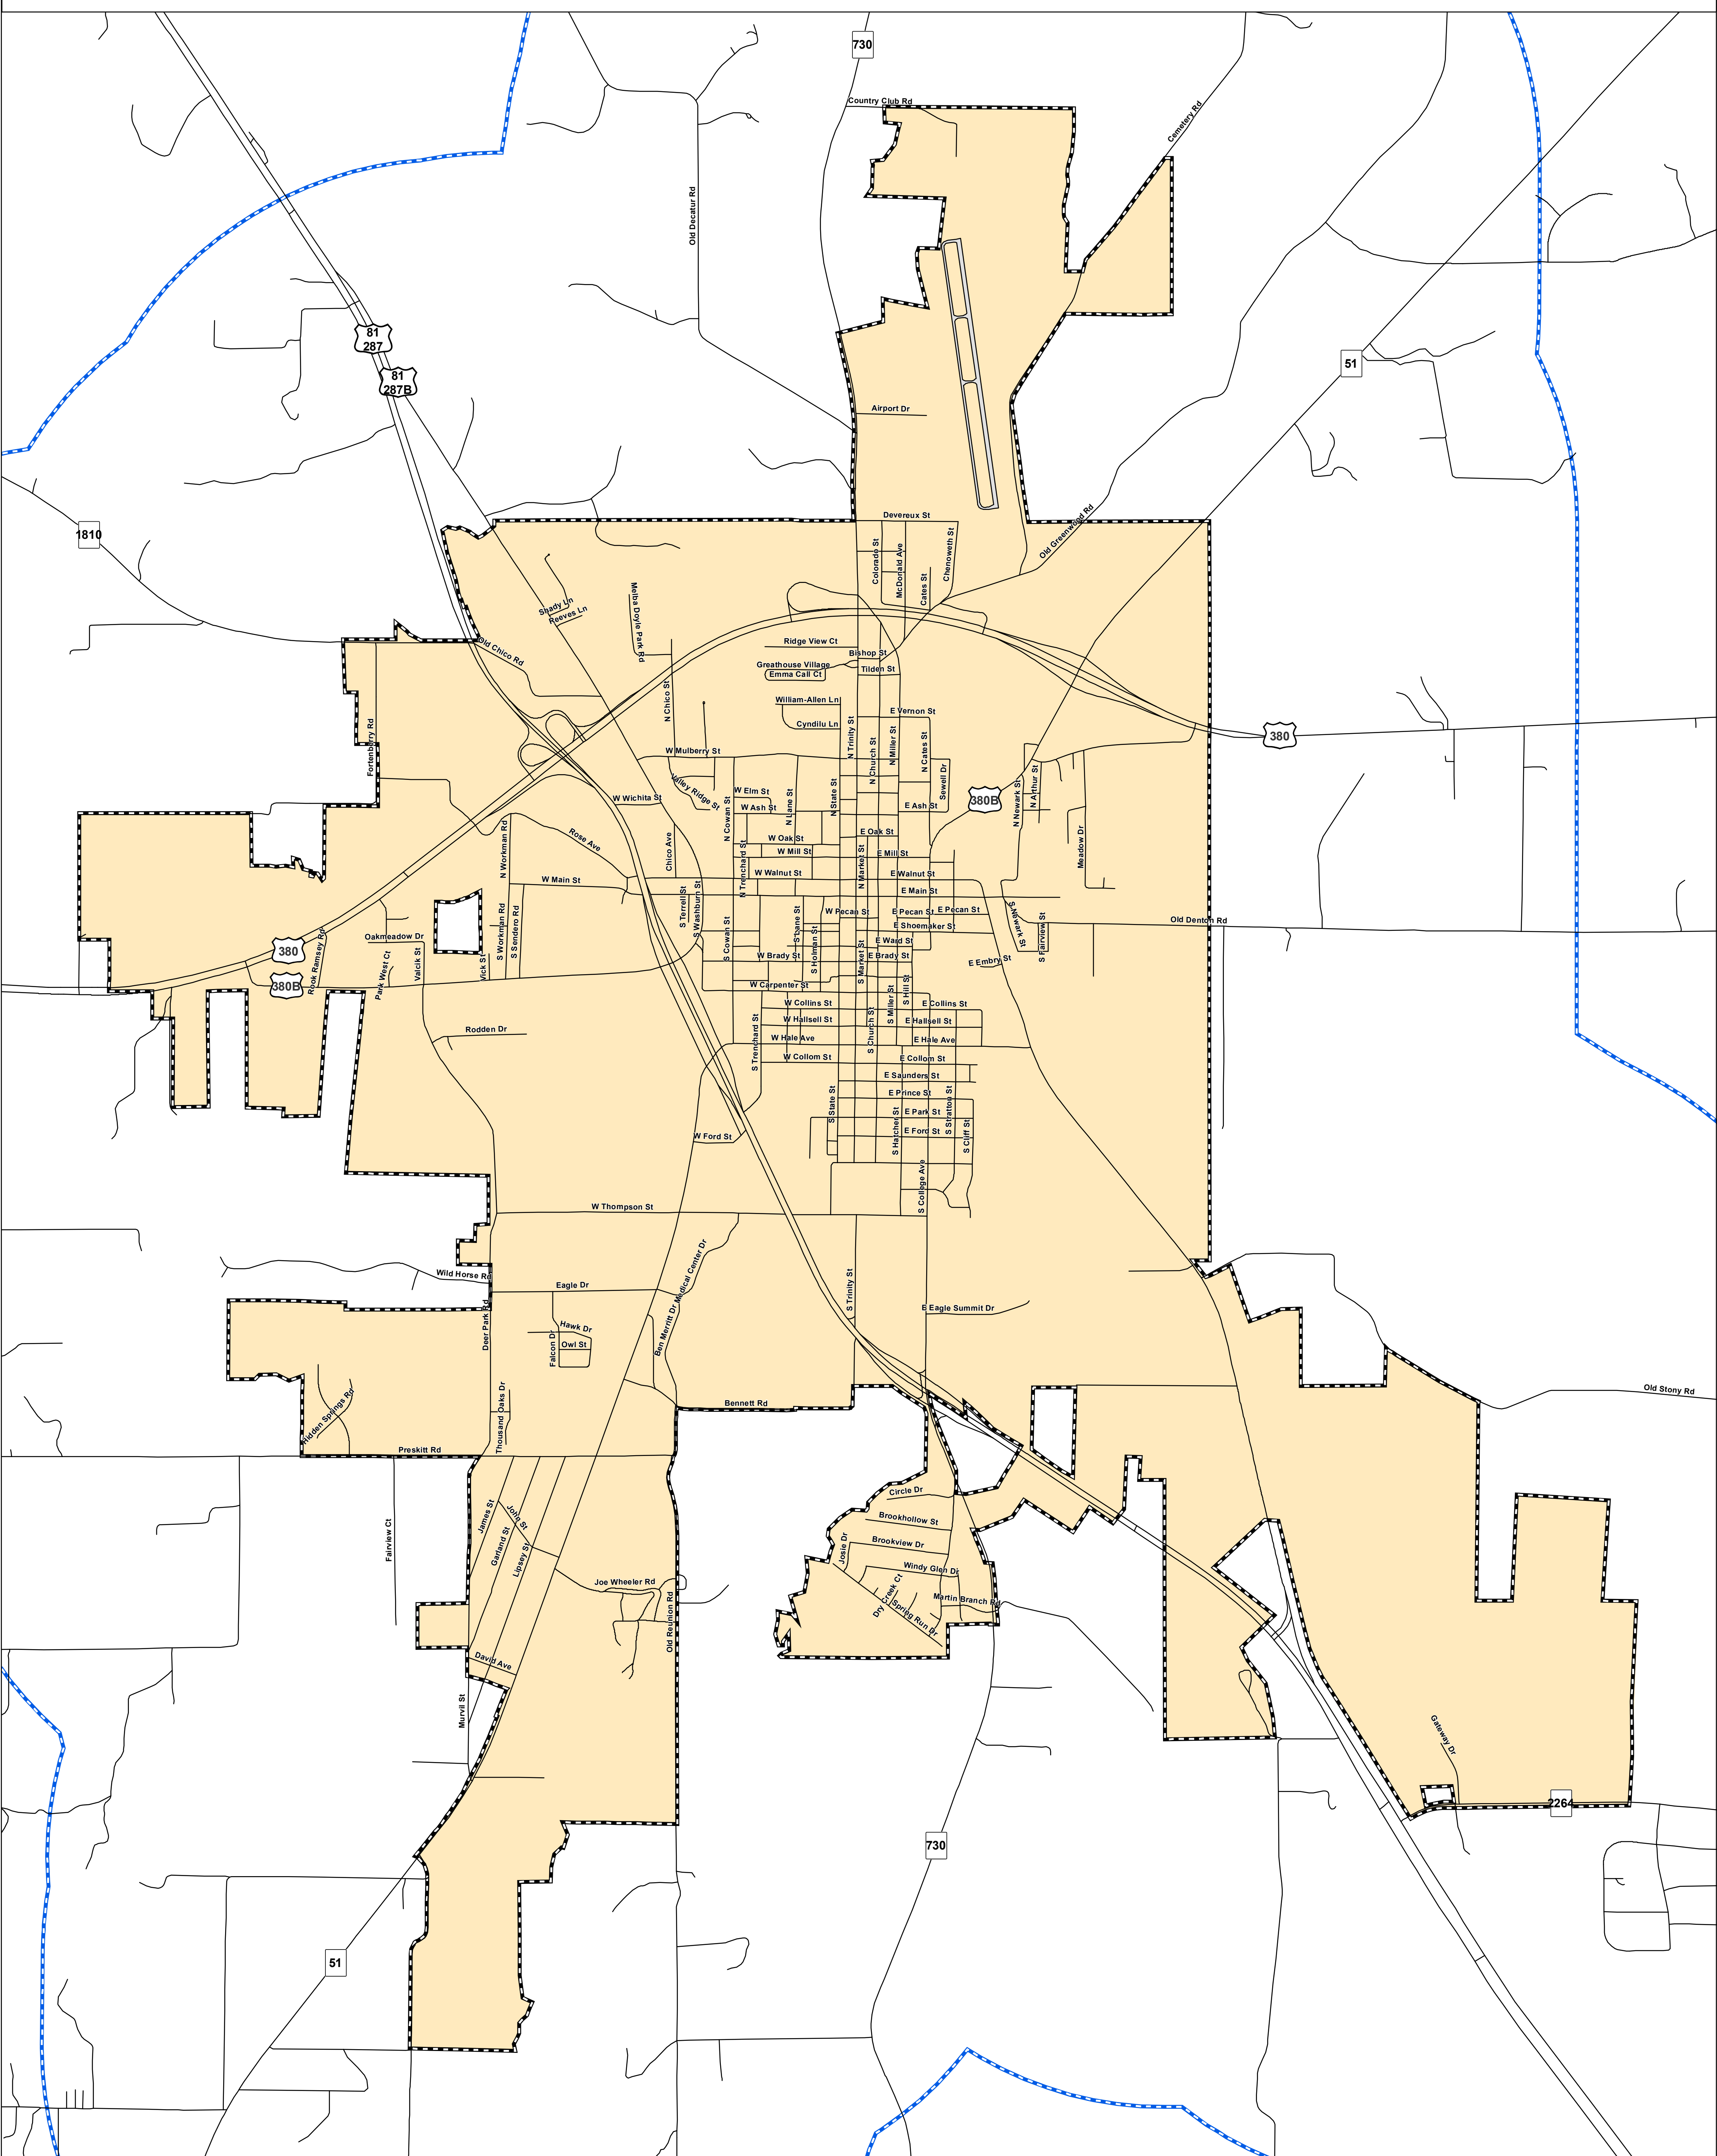 730
Country Club Rd
Cemetery Rd
Old Decatur Rd
81
287
81
287B
51
Airport Dr
1810
Devereux St
Old Greenwood Rd
Colorado St
McDonald Ave
Chenoweth St
Cates St
Shady Ln
Reeves Ln
Melba Doyle Park Rd
Old Chico Rd
Ridge View Ct
Bishop St
Greathouse Village
Tilden St
Emma Call Ct
N Chico St
William-Allen Ln
E Vernon St
Cyndilu Ln
N Trinity St
N Church St
N Miller St
N Cates St
380
Fortenberry Rd
W Mulberry St
Valley Ridge St
W Elm St
W Wichita St
W Ash St
N Cowan St
N Lane St
N State St
E Ash St
Sewell Dr
380B
N Newark St
N Arthur St
Meadow Dr
Rose Ave
N Workman Rd
Chico Ave
W Oak St
E Oak St
W Mill St
E Mill St
N Trenchard St
N Market St
W Walnut St
E Walnut St
W Main St
E Main St
S Terrell St
S Washburn St
W Pecan St
E Pecan St
E Pecan St
Old Denton Rd
S Workman Rd
S Sendero Rd
S Cowan St
S Lane St
S Holman St
E Shoemaker St
S Newark St
S Fairview St
Oakmeadow Dr
E Ward St
380
Rook Ramsey Rd
Park West Ct
Valcik St
Vick St
W Brady St
E Brady St
S Market St
E Embry St
380B
W Carpenter St
S Hill St
S Miller St
W Collins St
E Collins St
Rodden Dr
S Trenchard St
W Hallsell St
E Hallsell St
S Church St
W Hale Ave
E Hale Ave
W Collom St
E Collom St
E Saunders St
S State St
E Prince St
S Stratton St
E Park St
S Hatcher St
W Ford St
E Ford St
S Cliff St
S College Ave
W Thompson St
Wild Horse Rd
Eagle Dr
Medical Center Dr
S Trinity St
E Eagle Summit Dr
Deer Park Rd
Hawk Dr
Falcon Dr
Owl St
Ben Merritt Dr
Hidden Springs Rd
Thousand Oaks Dr
Bennett Rd
Old Stony Rd
Preskitt Rd
Circle Dr
James St
John St
Garland St
Lipsey St
Fairview Ct
Brookhollow St
Josie Dr
Brookview Dr
Windy Glen Dr
Joe Wheeler Rd
Dry Creek Ct
Spring Run Dr
Martin Branch Rd
Old Reunion Rd
David Ave
Murvil St
Gateway Dr
2264
730
51